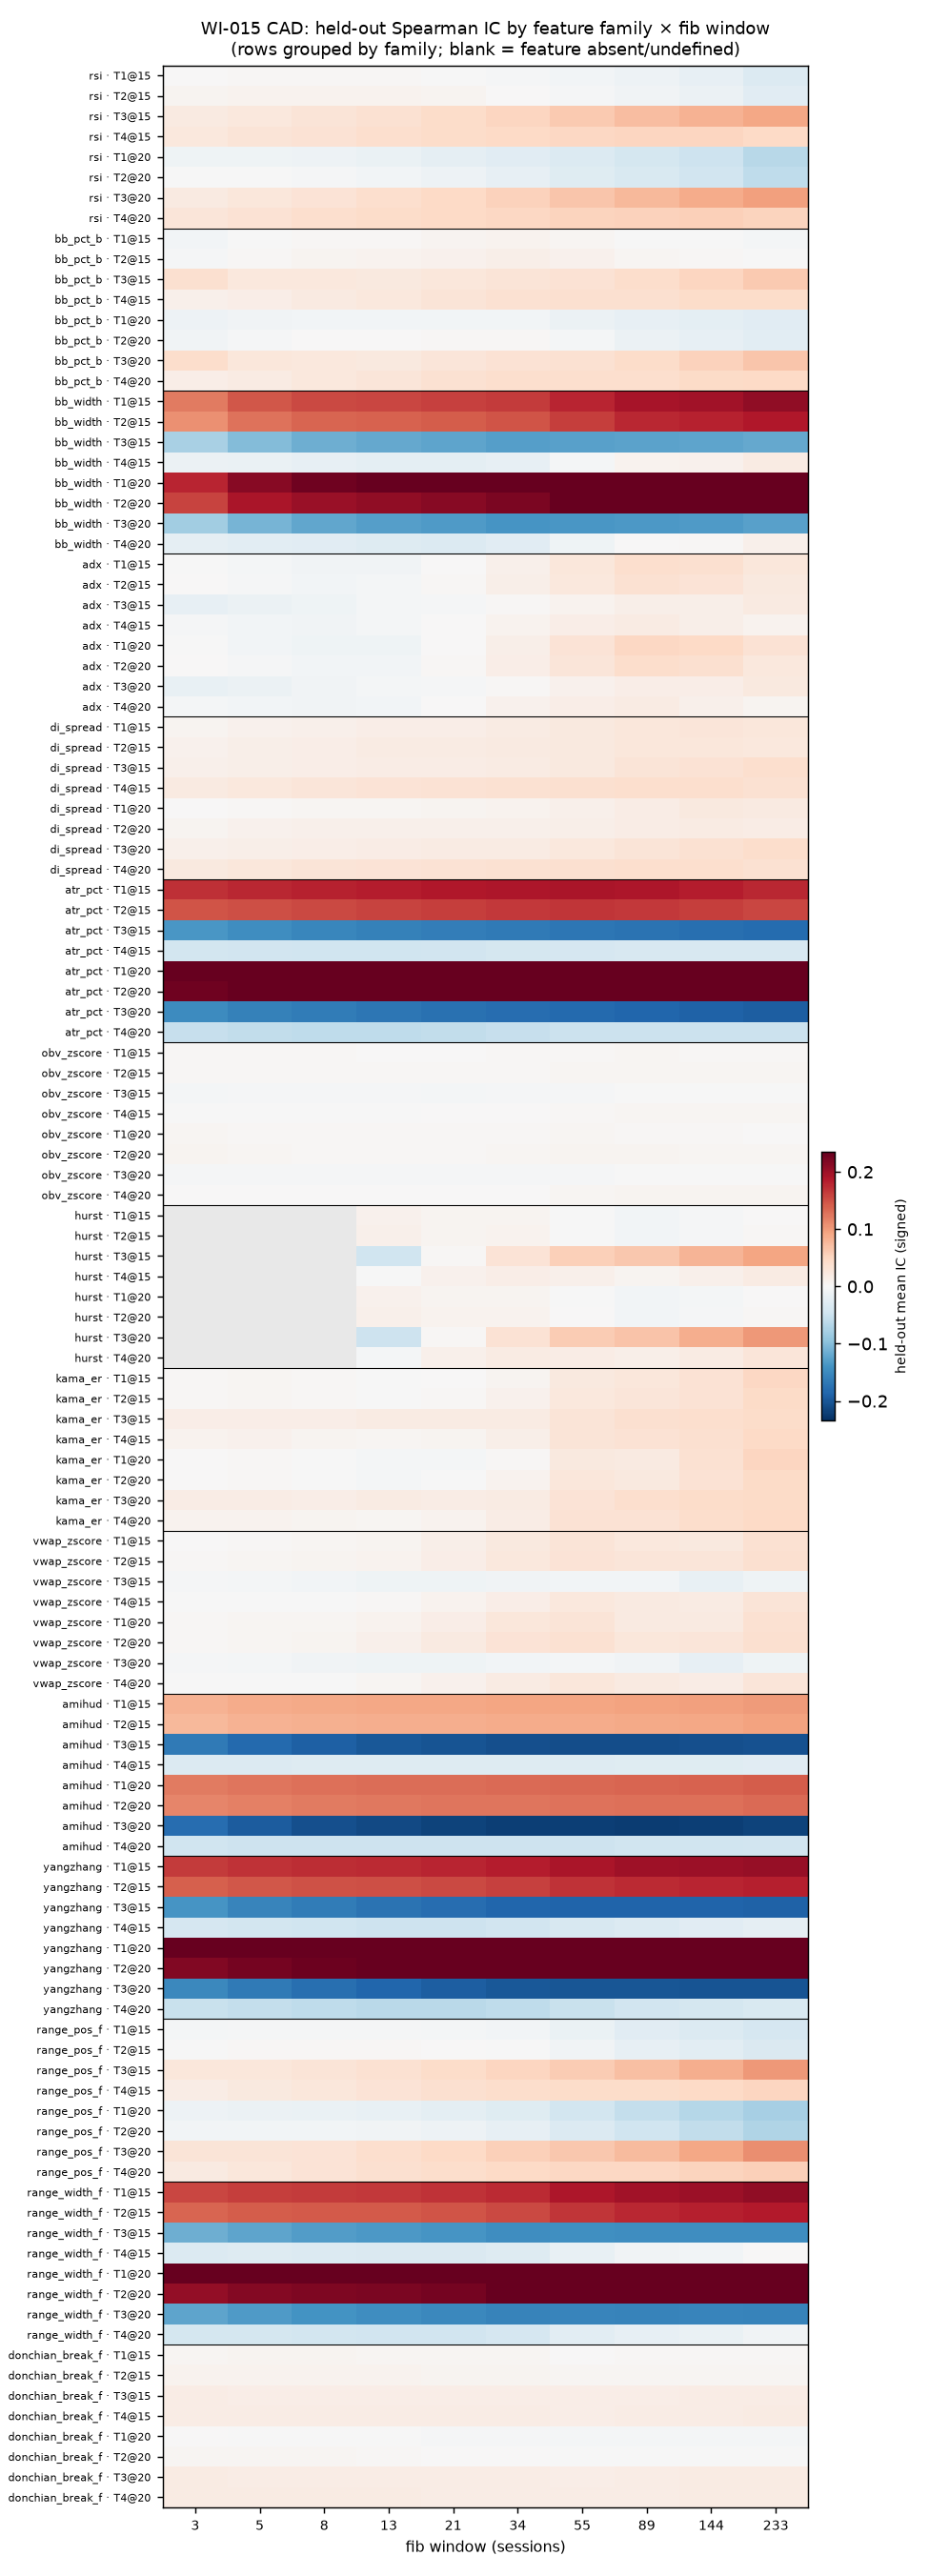 WI-015 CAD: held-out Spearman IC by feature family × fib window
(rows grouped by family; blank = feature absent/undefined)
rsi · T1@15
rsi · T2@15
rsi · T3@15
rsi · T4@15
rsi · T1@20
rsi · T2@20
rsi · T3@20
rsi · T4@20
bb_pct_b · T1@15
bb_pct_b · T2@15
bb_pct_b · T3@15
bb_pct_b · T4@15
bb_pct_b · T1@20
bb_pct_b · T2@20
bb_pct_b · T3@20
bb_pct_b · T4@20
bb_width · T1@15
bb_width · T2@15
bb_width · T3@15
bb_width · T4@15
bb_width · T1@20
bb_width · T2@20
bb_width · T3@20
bb_width · T4@20
adx · T1@15
adx · T2@15
adx · T3@15
adx · T4@15
adx · T1@20
adx · T2@20
adx · T3@20
adx · T4@20
di_spread · T1@15
di_spread · T2@15
di_spread · T3@15
di_spread · T4@15
di_spread · T1@20
di_spread · T2@20
di_spread · T3@20
di_spread · T4@20
atr_pct · T1@15
atr_pct · T2@15
atr_pct · T3@15
atr_pct · T4@15
atr_pct · T1@20
atr_pct · T2@20
atr_pct · T3@20
atr_pct · T4@20
obv_zscore · T1@15
obv_zscore · T2@15
obv_zscore · T3@15
obv_zscore · T4@15
obv_zscore · T1@20
obv_zscore · T2@20
obv_zscore · T3@20
obv_zscore · T4@20
hurst · T1@15
hurst · T2@15
hurst · T3@15
hurst · T4@15
hurst · T1@20
hurst · T2@20
hurst · T3@20
hurst · T4@20
kama_er · T1@15
kama_er · T2@15
kama_er · T3@15
kama_er · T4@15
kama_er · T1@20
kama_er · T2@20
kama_er · T3@20
kama_er · T4@20
vwap_zscore · T1@15
vwap_zscore · T2@15
vwap_zscore · T3@15
vwap_zscore · T4@15
vwap_zscore · T1@20
vwap_zscore · T2@20
vwap_zscore · T3@20
vwap_zscore · T4@20
amihud · T1@15
amihud · T2@15
amihud · T3@15
amihud · T4@15
amihud · T1@20
amihud · T2@20
amihud · T3@20
amihud · T4@20
yangzhang · T1@15
yangzhang · T2@15
yangzhang · T3@15
yangzhang · T4@15
yangzhang · T1@20
yangzhang · T2@20
yangzhang · T3@20
yangzhang · T4@20
range_pos_f · T1@15
range_pos_f · T2@15
range_pos_f · T3@15
range_pos_f · T4@15
range_pos_f · T1@20
range_pos_f · T2@20
range_pos_f · T3@20
range_pos_f · T4@20
range_width_f · T1@15
range_width_f · T2@15
range_width_f · T3@15
range_width_f · T4@15
range_width_f · T1@20
range_width_f · T2@20
range_width_f · T3@20
range_width_f · T4@20
donchian_break_f · T1@15
donchian_break_f · T2@15
donchian_break_f · T3@15
donchian_break_f · T4@15
donchian_break_f · T1@20
donchian_break_f · T2@20
donchian_break_f · T3@20
donchian_break_f · T4@20
3 5 8 13 21 34 55 89 144 233
fib window (sessions)
0.2
0.1
0.0
−0.1
−0.2
held-out mean IC (signed)